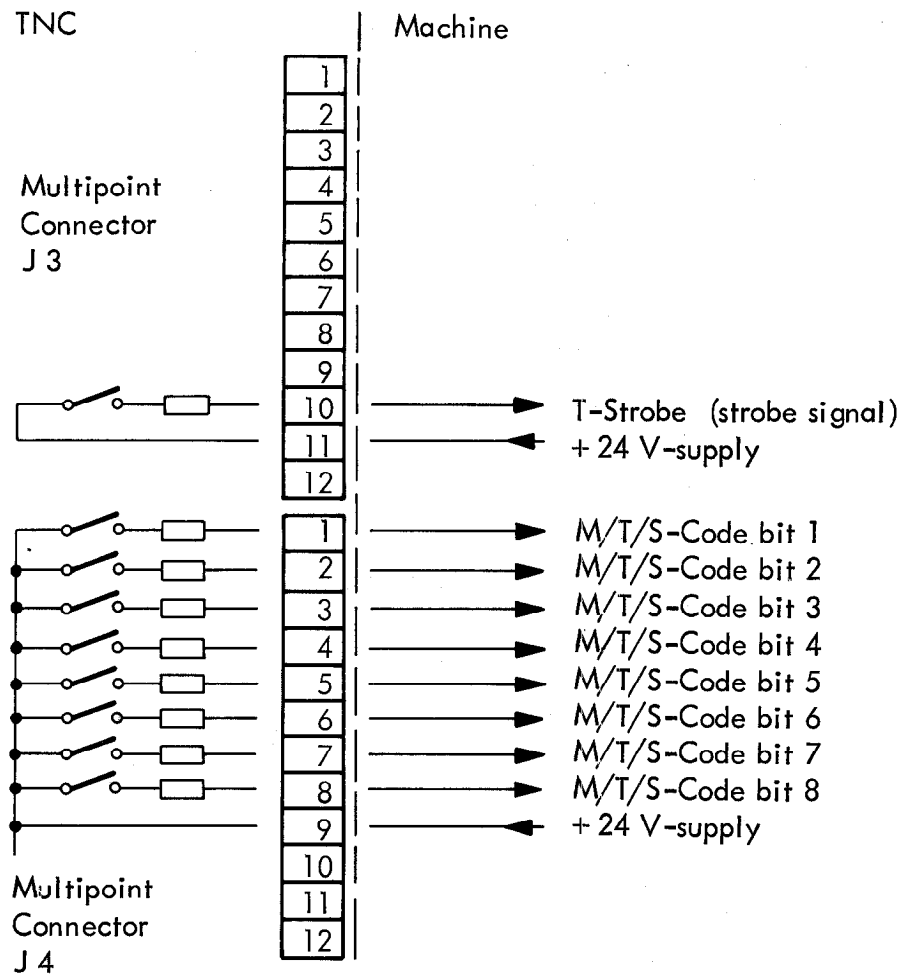 TNC
Machine
Multipoint
Connector
J 3
1
2
3
4
5
6
7
8
9
10
11
12
T-Strobe (strobe signal)
+ 24 V-supply
1
2
3
4
5
6
7
8
9
10
11
12
M/T/S-Code bit 1
M/T/S-Code bit 2
M/T/S-Code bit 3
M/T/S-Code bit 4
M/T/S-Code bit 5
M/T/S-Code bit 6
M/T/S-Code bit 7
M/T/S-Code bit 8
+ 24 V-supply
Multipoint
Connector
J 4